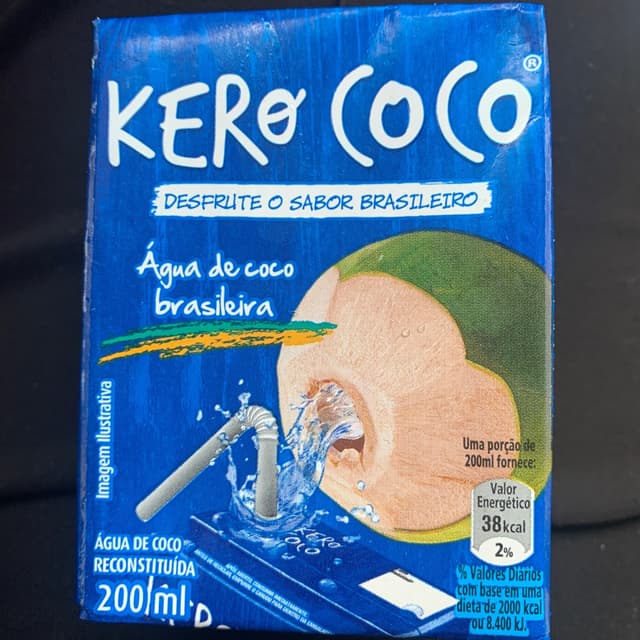 KERO COCO®
DESFRUTE O SABOR BRASILEIRO
Água de coco
brasileira
Imagem Ilustrativa
Uma porção de
200ml fornece:
Valor
Energético
38kcal
2%
% Valores Diários
com base em uma
dieta de 2000 kcal
ou 8.400 kJ.
KERO
COCO
ÁGUA DE COCO
RECONSTITUÍDA
200ml